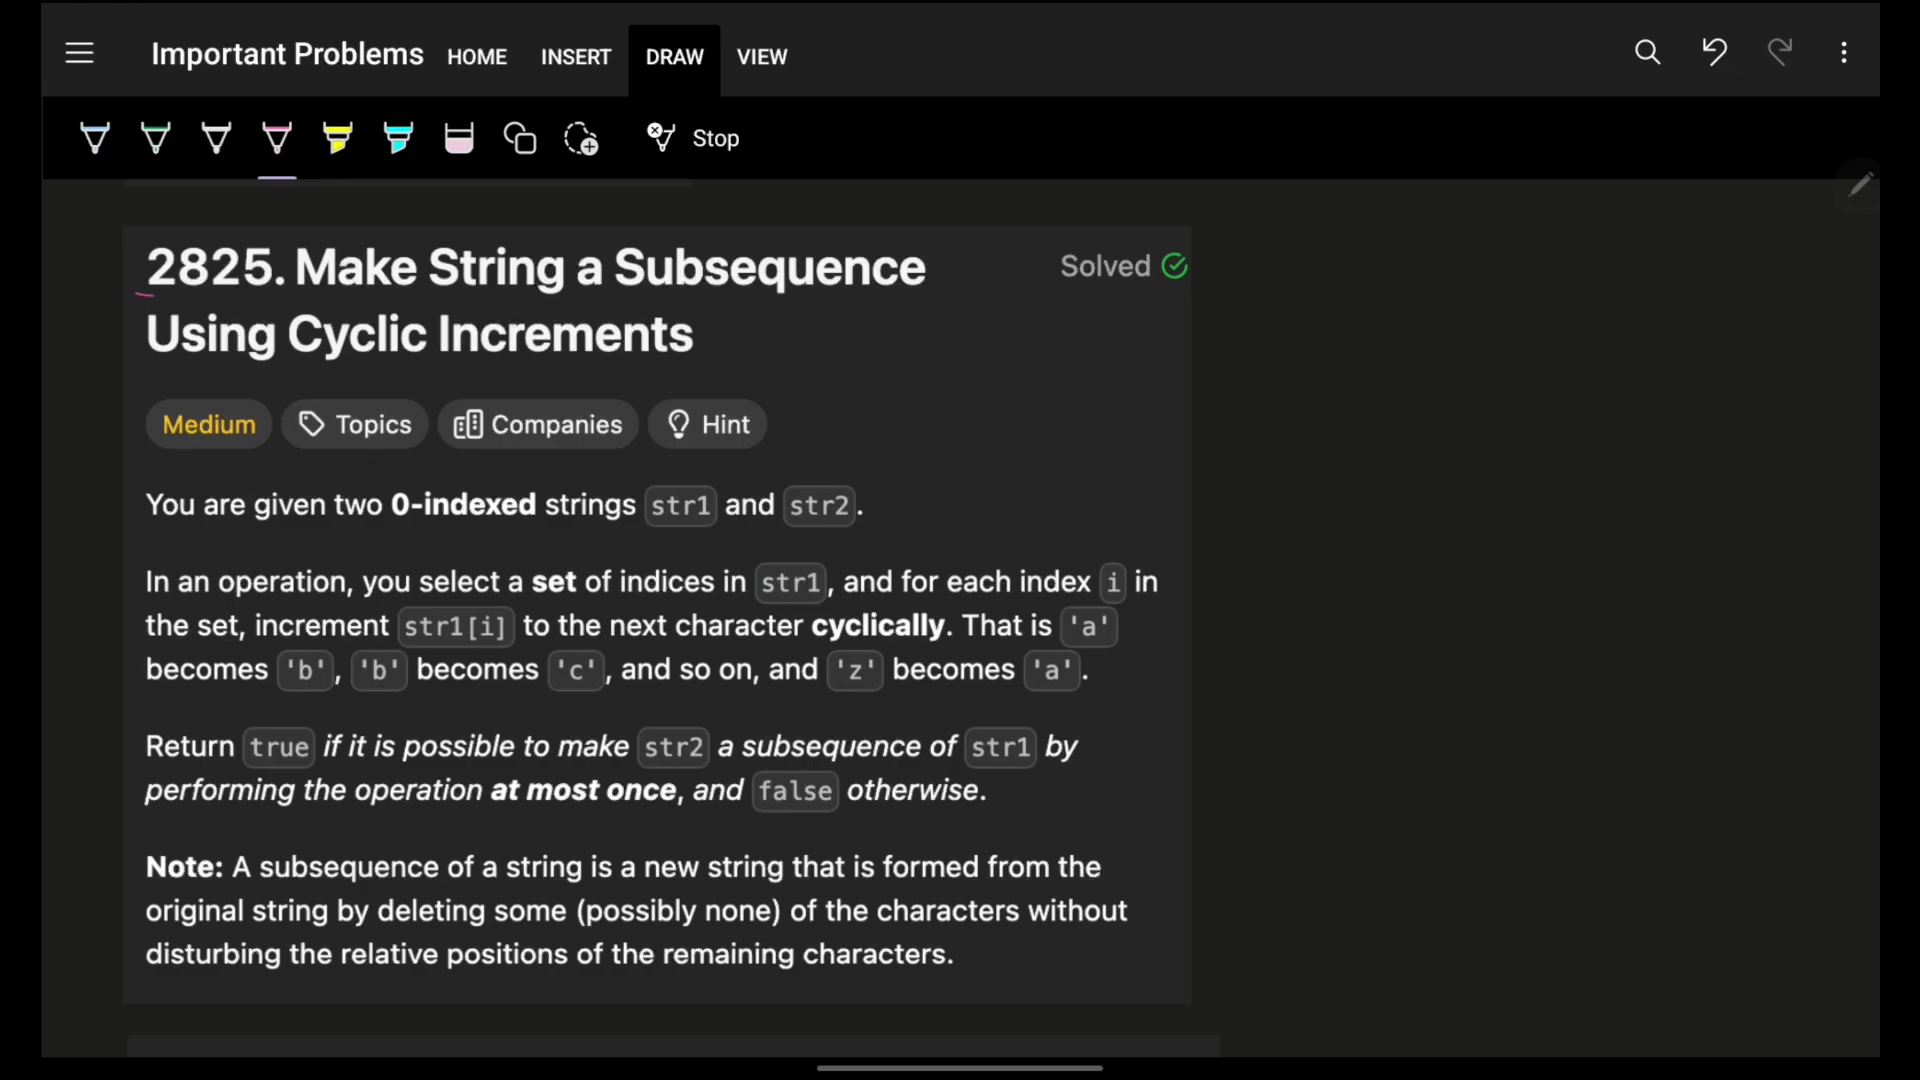 Important Problems HOME INSERT DRAW VIEW
Stop
2825. Make String a Subsequence Solved
Using Cyclic Increments
Medium Topics Companies Hint
You are given two 0-indexed strings str1 and str2.
In an operation, you select a set of indices in str1, and for each index i in
the set, increment str1[i] to the next character cyclically. That is 'a'
becomes 'b', 'b' becomes 'c', and so on, and 'z' becomes 'a'.
Return true if it is possible to make str2 a subsequence of str1 by
performing the operation at most once, and false otherwise.
Note: A subsequence of a string is a new string that is formed from the
original string by deleting some (possibly none) of the characters without
disturbing the relative positions of the remaining characters.